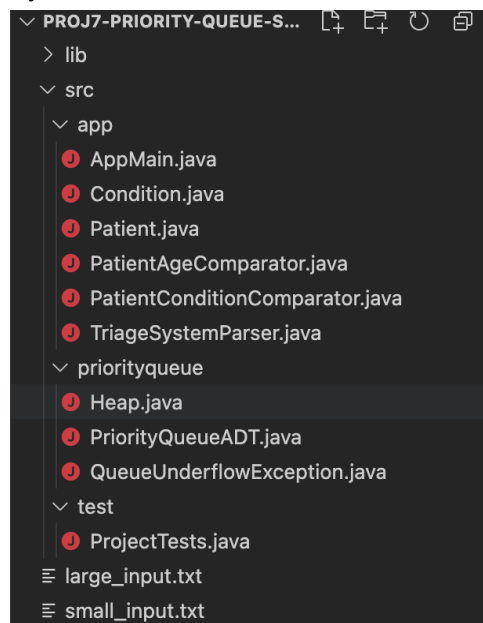 PROJ7-PRIORITY-QUEUE-S...
lib
src
app
J AppMain.java
J Condition.java
J Patient.java
J PatientAgeComparator.java
J PatientConditionComparator.java
J TriageSystemParser.java
priorityqueue
J Heap.java
J PriorityQueueADT.java
J QueueUnderflowException.java
test
J ProjectTests.java
large_input.txt
small_input.txt